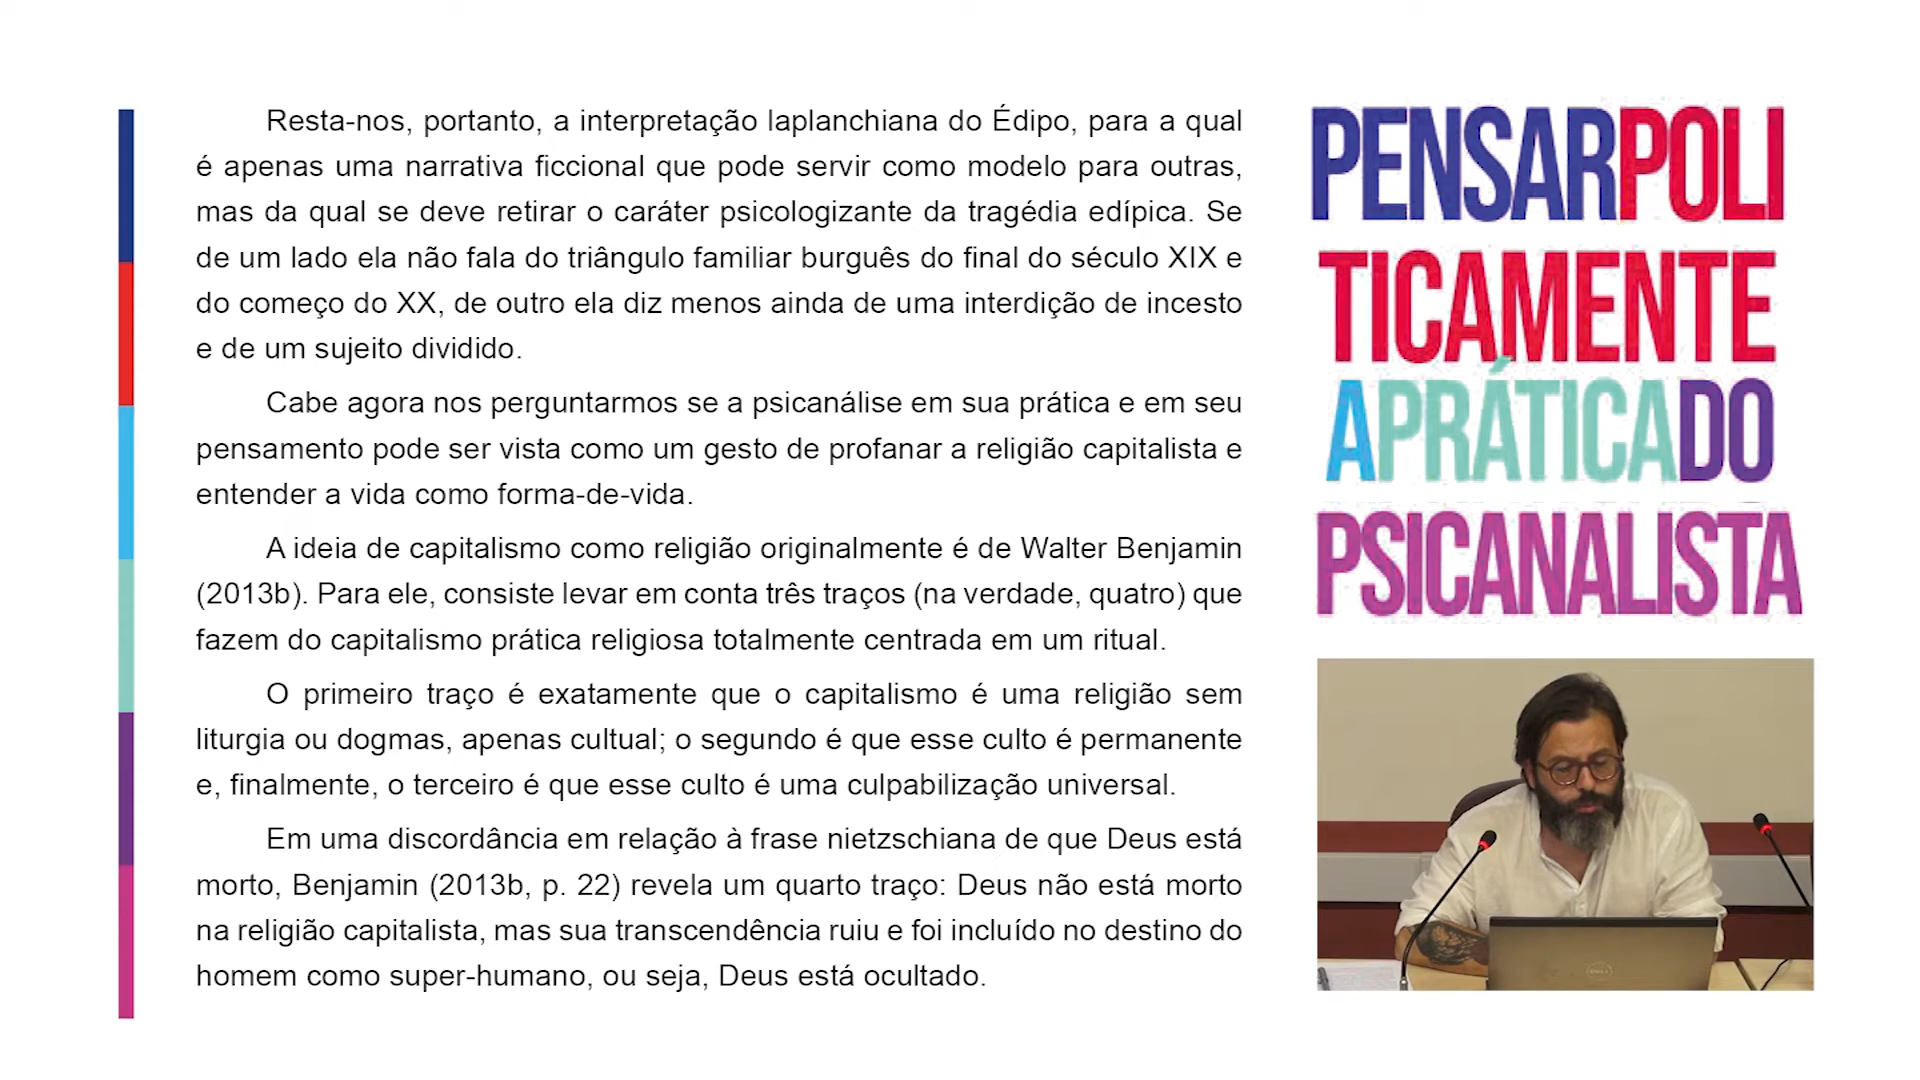 Resta-nos, portanto, a interpretação laplanchiana do Édipo, para a qual
é apenas uma narrativa ficcional que pode servir como modelo para outras,
mas da qual se deve retirar o caráter psicologizante da tragédia edípica. Se
de um lado ela não fala do triângulo familiar burguês do final do século XIX e
do começo do XX, de outro ela diz menos ainda de uma interdição de incesto
e de um sujeito dividido.
Cabe agora nos perguntarmos se a psicanálise em sua prática e em seu
pensamento pode ser vista como um gesto de profanar a religião capitalista e
entender a vida como forma-de-vida.
A ideia de capitalismo como religião originalmente é de Walter Benjamin
(2013b). Para ele, consiste levar em conta três traços (na verdade, quatro) que
fazem do capitalismo prática religiosa totalmente centrada em um ritual.
O primeiro traço é exatamente que o capitalismo é uma religião sem
liturgia ou dogmas, apenas cultual; o segundo é que esse culto é permanente
e, finalmente, o terceiro é que esse culto é uma culpabilização universal.
Em uma discordância em relação à frase nietzschiana de que Deus está
morto, Benjamin (2013b, p. 22) revela um quarto traço: Deus não está morto
na religião capitalista, mas sua transcendência ruiu e foi incluído no destino do
homem como super-humano, ou seja, Deus está ocultado.
PENSARPOLI
TICAMENTE
APRÁTICADO
PSICANALISTA
DELL